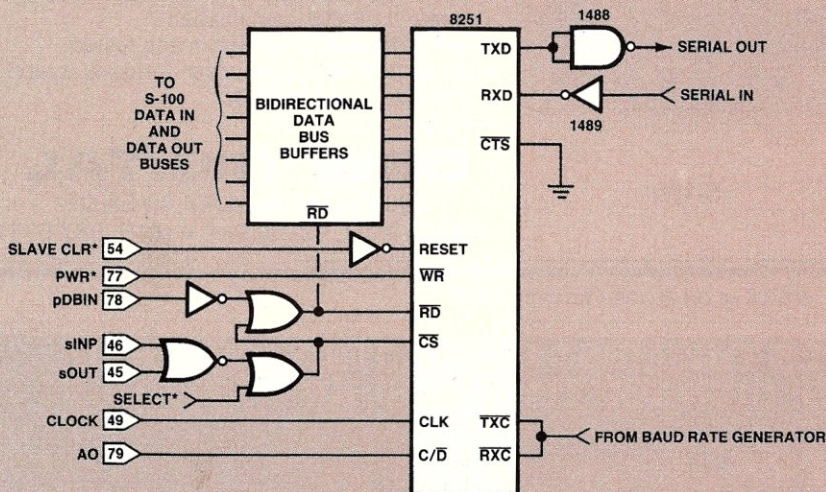 8251
1488
TXD
SERIAL OUT
RXD
SERIAL IN
1489
CTS
TO
S-100
DATA IN
AND
DATA OUT
BUSES
BIDIRECTIONAL
DATA
BUS
BUFFERS
RD
SLAVE CLR* 54
RESET
PWR* 77
WR
pDBIN 78
RD
CS
sINP 46
sOUT 45
SELECT*
CLOCK 49
CLK
TXC
FROM BAUD RATE GENERATOR
AO 79
C/D
RXC